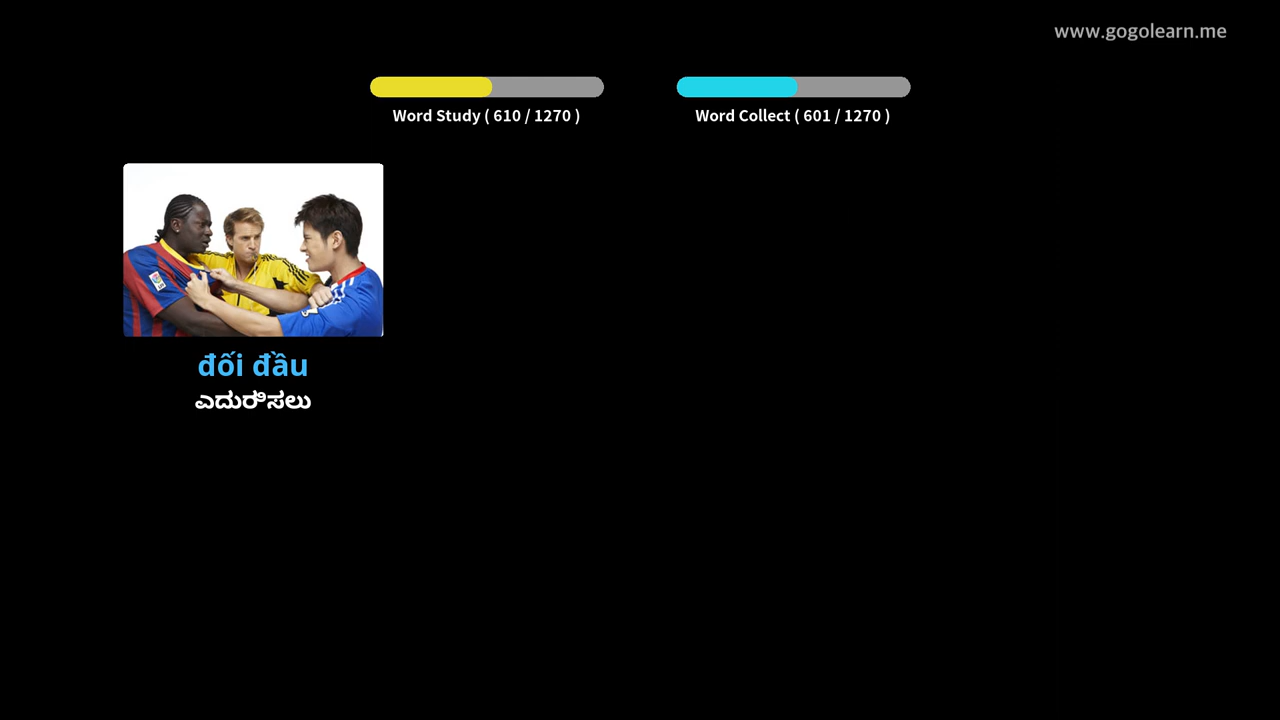 www.gogolearn.me
Word Study ( 610 / 1270 )
Word Collect ( 601 / 1270 )
đối đầu
ಎದುರಿಸಲು